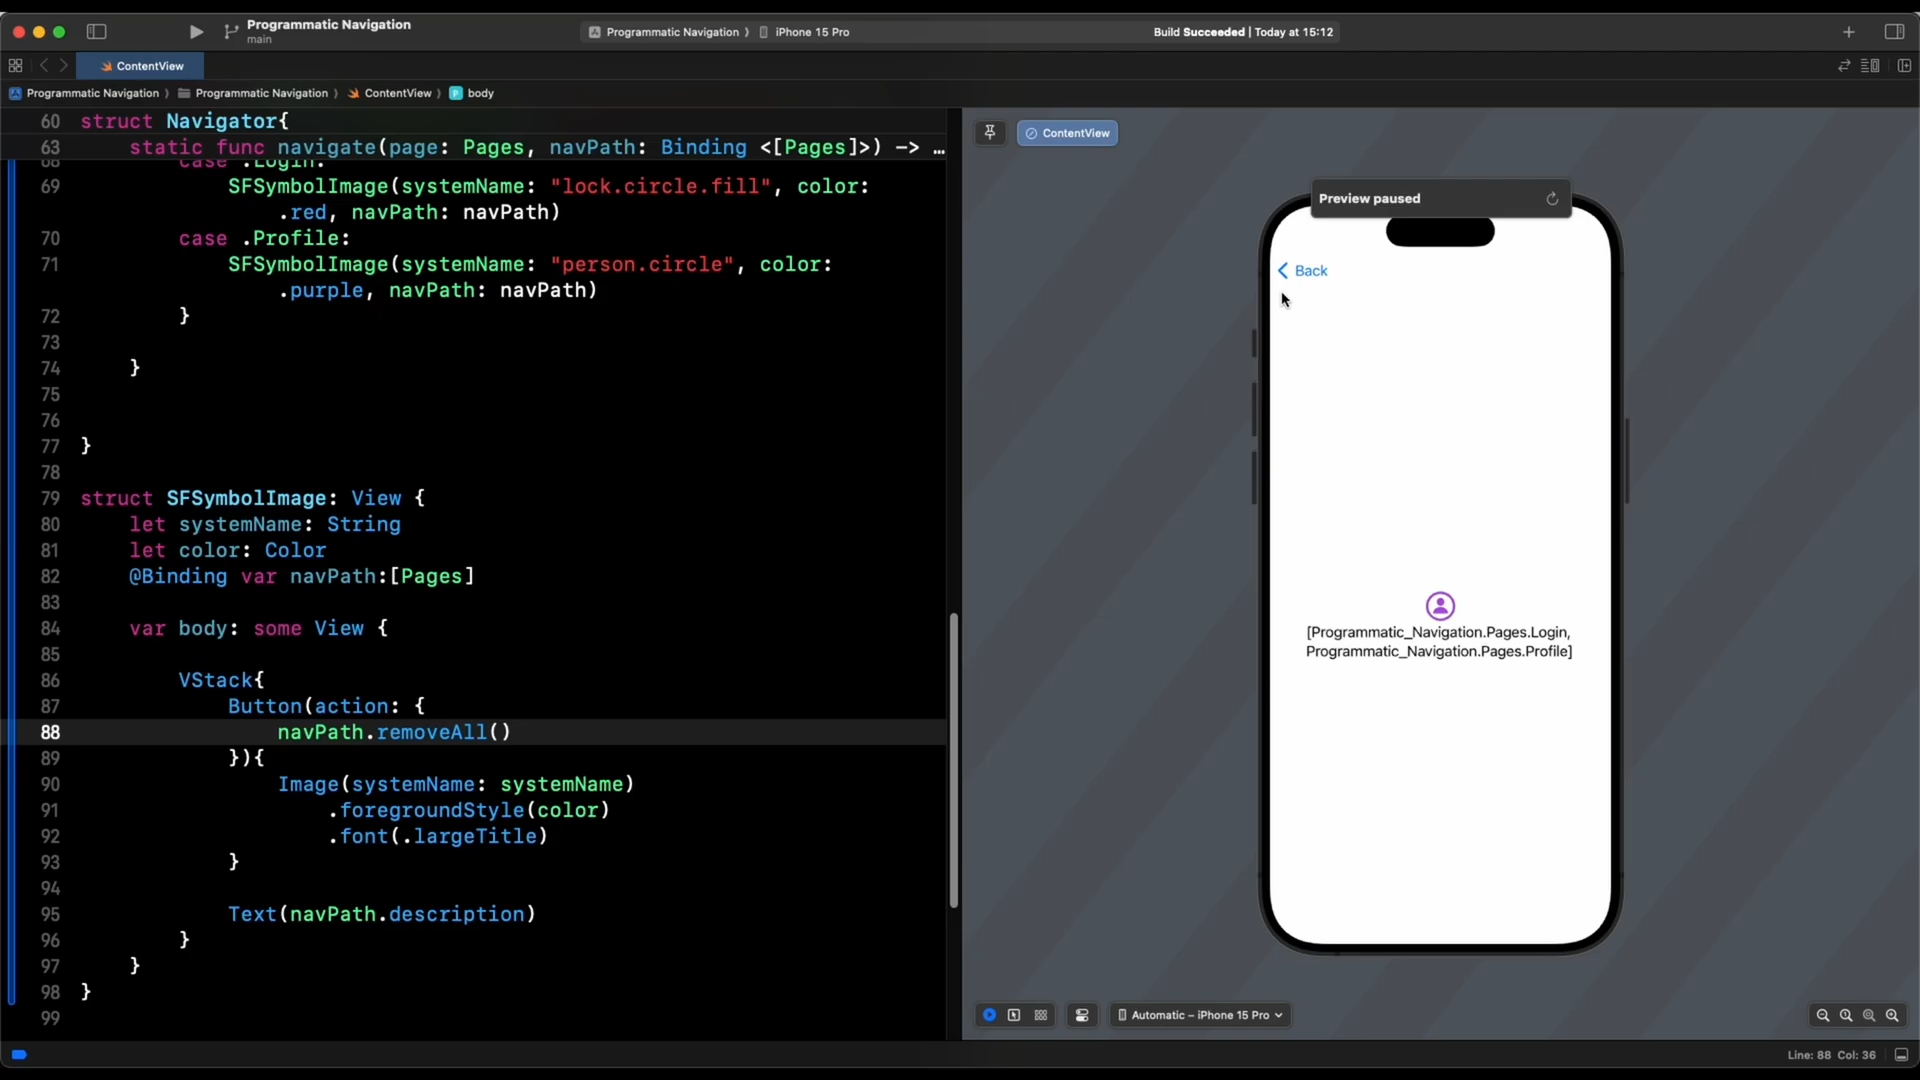 Programmatic Navigation
main
Programmatic Navigation 〉 iPhone 15 Pro
Build Succeeded | Today at 15:12
ContentView
Programmatic Navigation 〉 Programmatic Navigation 〉 ContentView 〉 P body
60 struct Navigator{
63 static func navigate(page: Pages, navPath: Binding <[Pages]>) -> …
68 case .Login:
69 SFSymbolImage(systemName: "lock.circle.fill", color:
.red, navPath: navPath)
70 case .Profile:
71 SFSymbolImage(systemName: "person.circle", color:
.purple, navPath: navPath)
72 }
73
74 }
75
76
77 }
78
79 struct SFSymbolImage: View {
80 let systemName: String
81 let color: Color
82 @Binding var navPath:[Pages]
83
84 var body: some View {
85
86 VStack{
87 Button(action: {
88 navPath.removeAll()
89 }){
90 Image(systemName: systemName)
91 .foregroundStyle(color)
92 .font(.largeTitle)
93 }
94
95 Text(navPath.description)
96 }
97 }
98 }
99
ContentView
Preview paused
Back
[Programmatic_Navigation.Pages.Login,
Programmatic_Navigation.Pages.Profile]
Automatic – iPhone 15 Pro
Line: 88 Col: 36